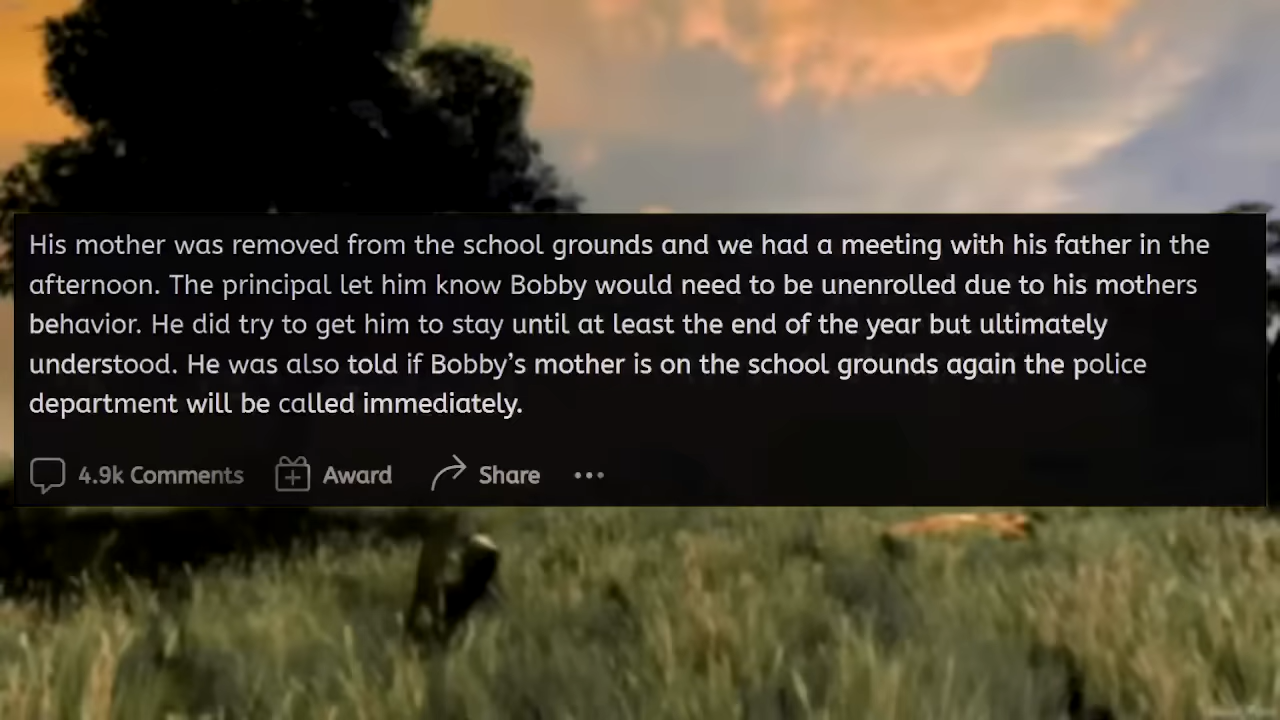 His mother was removed from the school grounds and we had a meeting with his father in the
afternoon. The principal let him know Bobby would need to be unenrolled due to his mothers
behavior. He did try to get him to stay until at least the end of the year but ultimately
understood. He was also told if Bobby’s mother is on the school grounds again the police
department will be called immediately.
4.9k Comments Award Share •••